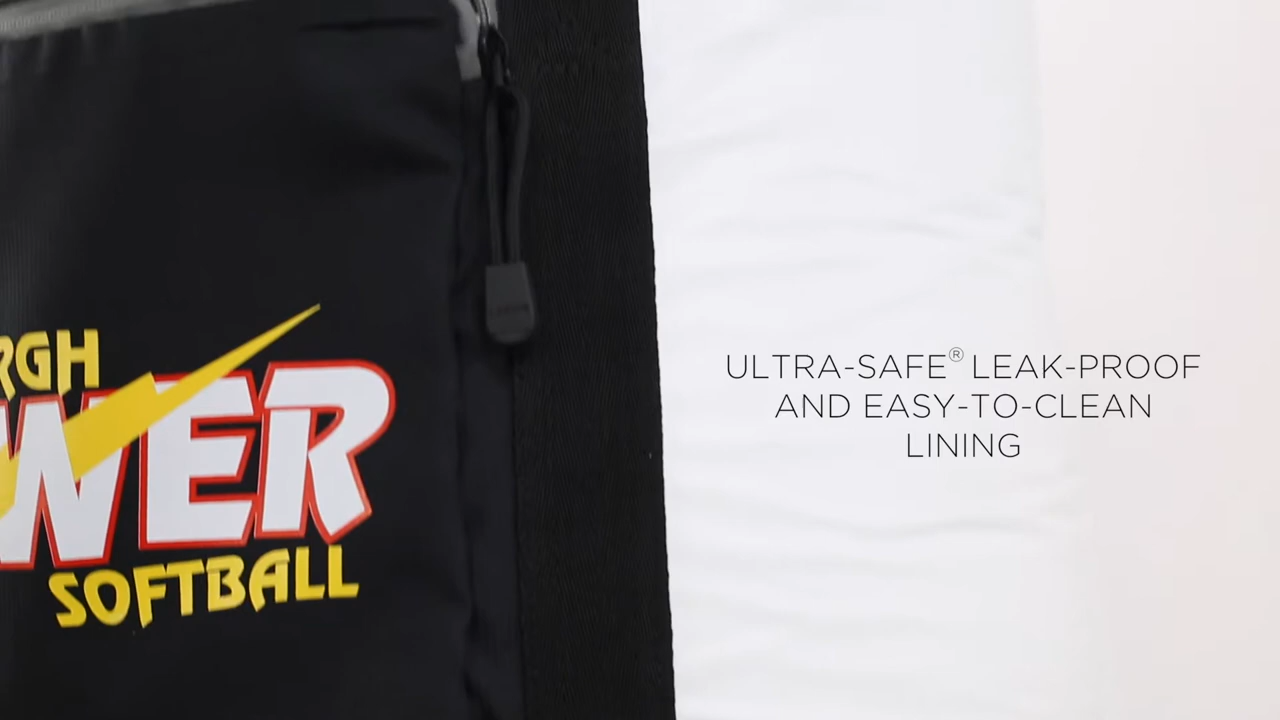 RGH
WER
SOFTBALL
ULTRA-SAFE® LEAK-PROOF
AND EASY-TO-CLEAN
LINING